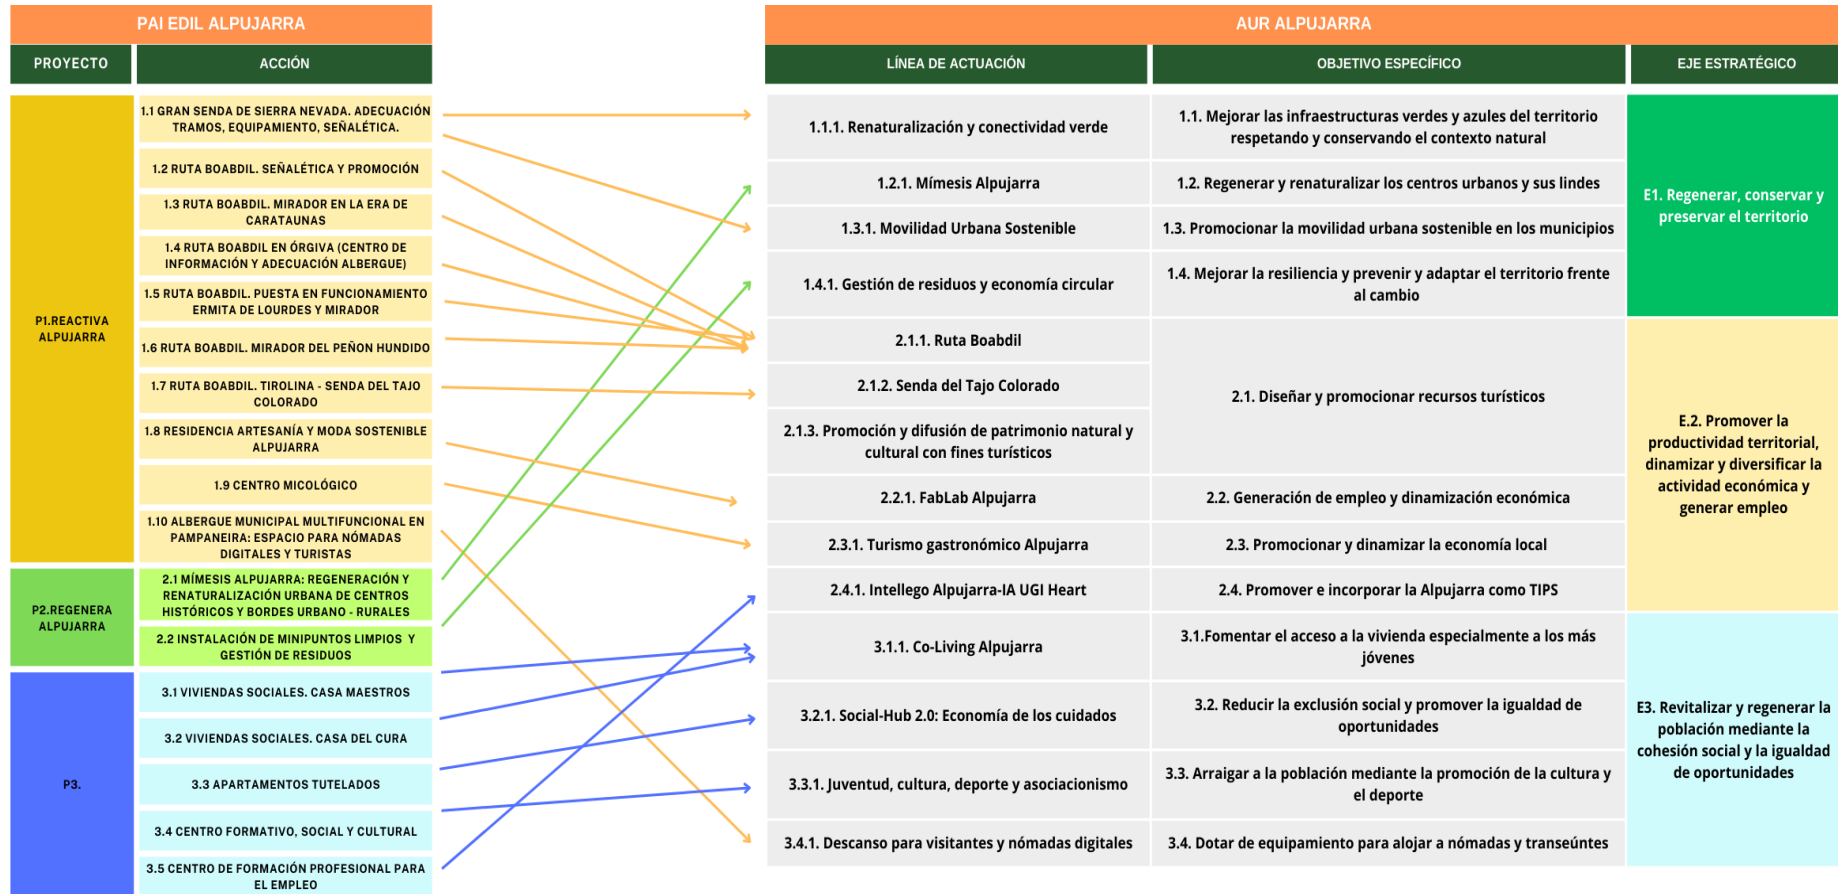 PAI EDIL ALPUJARRA
PROYECTO
ACCIÓN
P1.REACTIVA
ALPUJARRA
1.1 GRAN SENDA DE SIERRA NEVADA. ADECUACIÓN
TRAMOS, EQUIPAMIENTO, SEÑALÉTICA.
1.2 RUTA BOABDIL. SEÑALÉTICA Y PROMOCIÓN
1.3 RUTA BOABDIL. MIRADOR EN LA ERA DE
CARATAUNAS
1.4 RUTA BOABDIL EN ÓRGIVA (CENTRO DE
INFORMACIÓN Y ADECUACIÓN ALBERGUE)
1.5 RUTA BOABDIL. PUESTA EN FUNCIONAMIENTO
ERMITA DE LOURDES Y MIRADOR
1.6 RUTA BOABDIL. MIRADOR DEL PEÑON HUNDIDO
1.7 RUTA BOABDIL. TIROLINA - SENDA DEL TAJO
COLORADO
1.8 RESIDENCIA ARTESANÍA Y MODA SOSTENIBLE
ALPUJARRA
1.9 CENTRO MICOLÓGICO
1.10 ALBERGUE MUNICIPAL MULTIFUNCIONAL EN
PAMPANEIRA: ESPACIO PARA NÓMADAS
DIGITALES Y TURISTAS
P2.REGENERA
ALPUJARRA
2.1 MÍMESIS ALPUJARRA: REGENERACIÓN Y
RENATURALIZACIÓN URBANA DE CENTROS
HISTÓRICOS Y BORDES URBANO - RURALES
2.2 INSTALACIÓN DE MINIPUNTOS LIMPIOS Y
GESTIÓN DE RESIDUOS
P3.
3.1 VIVIENDAS SOCIALES. CASA MAESTROS
3.2 VIVIENDAS SOCIALES. CASA DEL CURA
3.3 APARTAMENTOS TUTELADOS
3.4 CENTRO FORMATIVO, SOCIAL Y CULTURAL
3.5 CENTRO DE FORMACIÓN PROFESIONAL PARA
EL EMPLEO
AUR ALPUJARRA
LÍNEA DE ACTUACIÓN
OBJETIVO ESPECÍFICO
EJE ESTRATÉGICO
1.1.1. Renaturalización y conectividad verde
1.1. Mejorar las infraestructuras verdes y azules del territorio
respetando y conservando el contexto natural
1.2.1. Mímesis Alpujarra
1.2. Regenerar y renaturalizar los centros urbanos y sus lindes
1.3.1. Movilidad Urbana Sostenible
1.3. Promocionar la movilidad urbana sostenible en los municipios
1.4.1. Gestión de residuos y economía circular
1.4. Mejorar la resiliencia y prevenir y adaptar el territorio frente
al cambio
E1. Regenerar, conservar y
preservar el territorio
2.1.1. Ruta Boabdil
2.1.2. Senda del Tajo Colorado
2.1.3. Promoción y difusión de patrimonio natural y
cultural con fines turísticos
2.1. Diseñar y promocionar recursos turísticos
2.2.1. FabLab Alpujarra
2.2. Generación de empleo y dinamización económica
2.3.1. Turismo gastronómico Alpujarra
2.3. Promocionar y dinamizar la economía local
2.4.1. Intellego Alpujarra-IA UGI Heart
2.4. Promover e incorporar la Alpujarra como TIPS
E.2. Promover la
productividad territorial,
dinamizar y diversificar la
actividad económica y
generar empleo
3.1.1. Co-Living Alpujarra
3.1.Fomentar el acceso a la vivienda especialmente a los más
jóvenes
3.2.1. Social-Hub 2.0: Economía de los cuidados
3.2. Reducir la exclusión social y promover la igualdad de
oportunidades
3.3.1. Juventud, cultura, deporte y asociacionismo
3.3. Arraigar a la población mediante la promoción de la cultura y
el deporte
3.4.1. Descanso para visitantes y nómadas digitales
3.4. Dotar de equipamiento para alojar a nómadas y transeúntes
E3. Revitalizar y regenerar la
población mediante la
cohesión social y la igualdad
de oportunidades